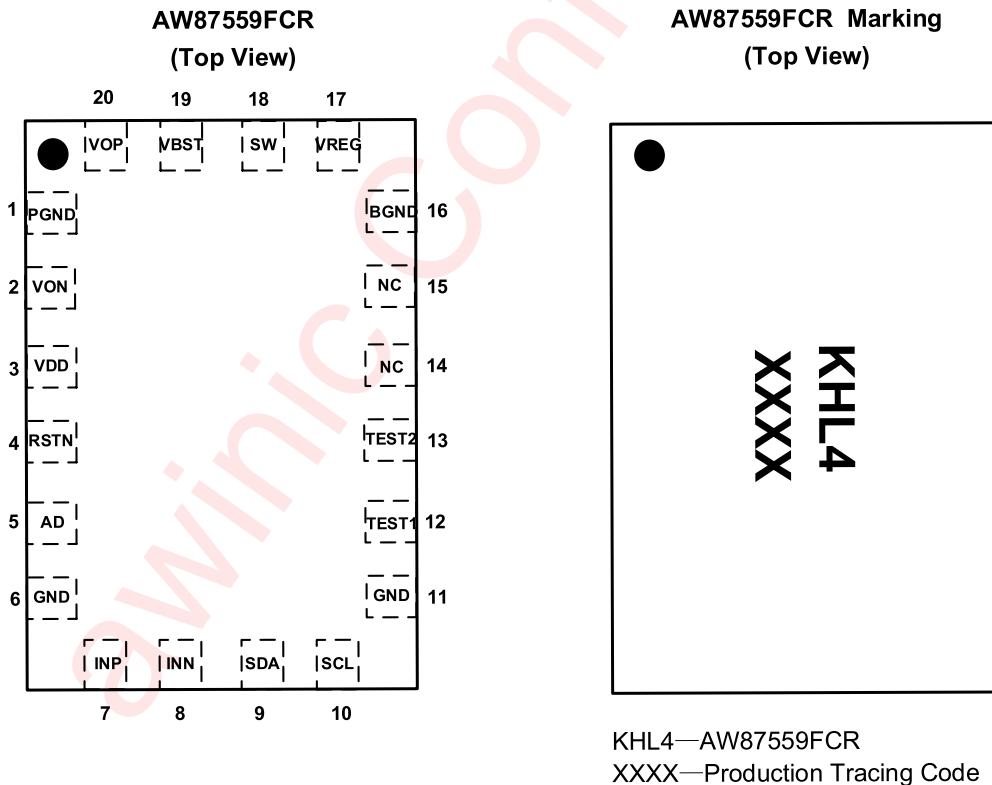 AW87559FCR
(Top View)
20 19 18 17
VOP VBST SW VREG
1 PGND BGND 16
2 VON NC 15
3 VDD NC 14
4 RSTN TEST2 13
5 AD TEST1 12
6 GND GND 11
INP INN SDA SCL
7 8 9 10
AW87559FCR Marking
(Top View)
KHL4
XXXX
KHL4—AW87559FCR
XXXX—Production Tracing Code
awinic Con